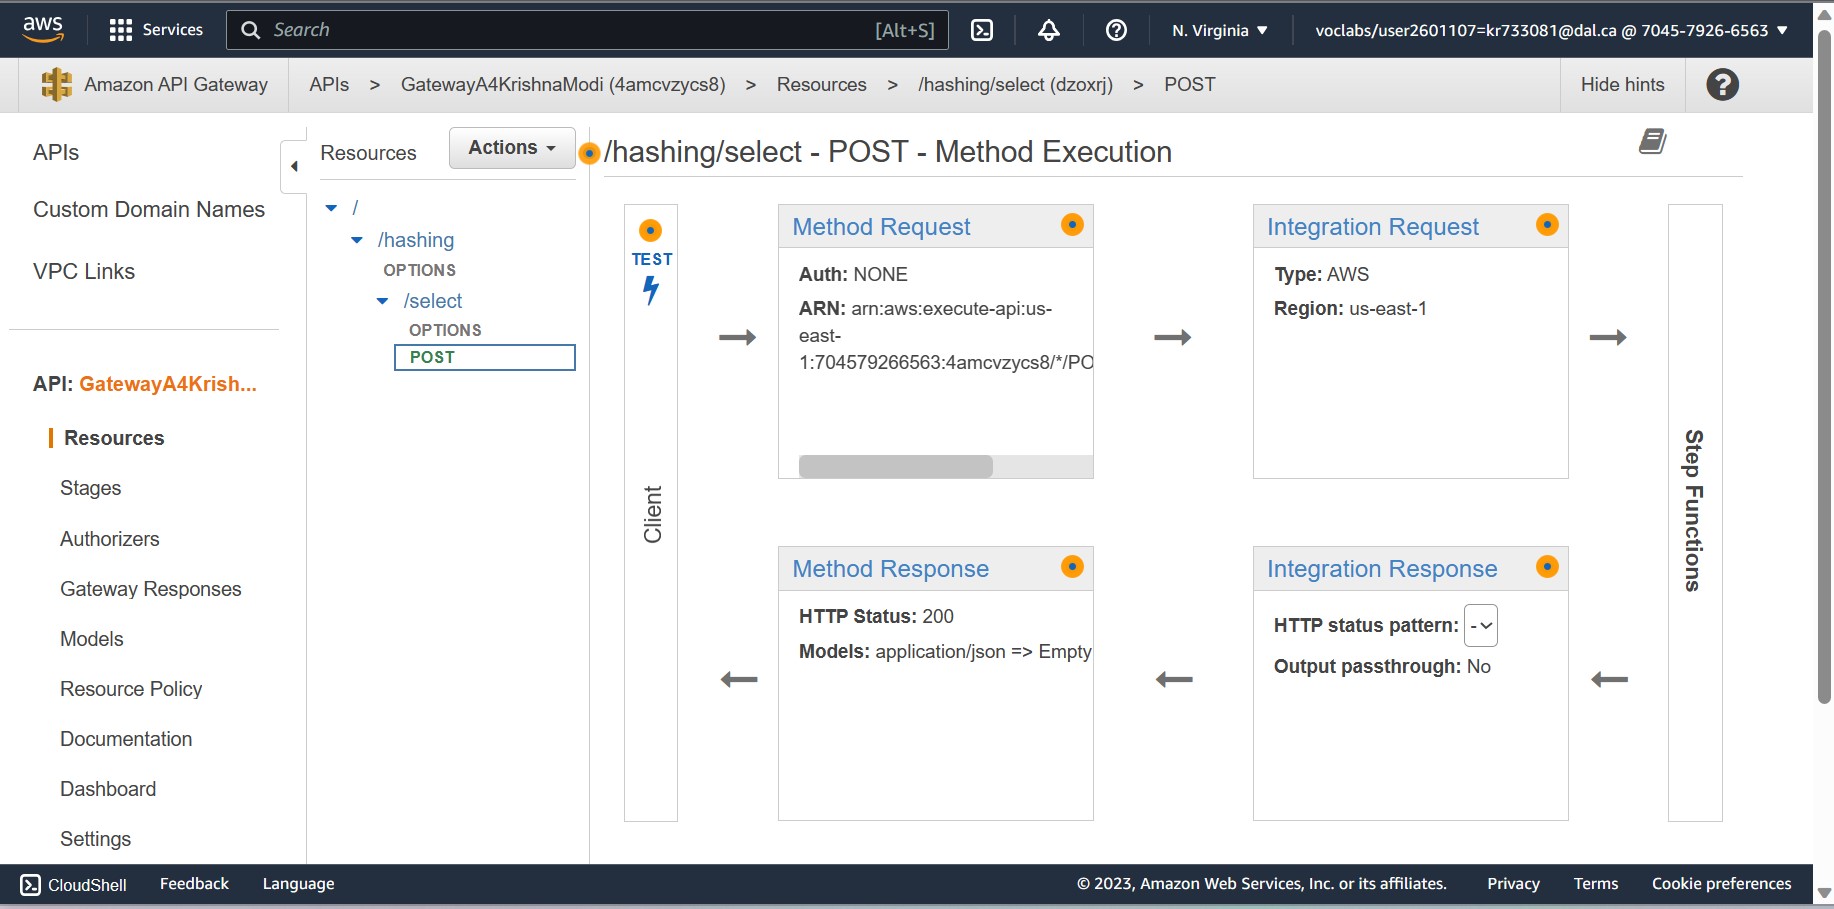 aws
Services
Search
[Alt+S]
N. Virginia
voclabs/user2601107=kr733081@dal.ca @ 7045-7926-6563
Amazon API Gateway
APIs > GatewayA4KrishnaModi (4amcvzycs8) > Resources > /hashing/select (dzoxrj) > POST
Hide hints
?
APIs
Custom Domain Names
VPC Links
API: GatewayA4Krish...
Resources
Stages
Authorizers
Gateway Responses
Models
Resource Policy
Documentation
Dashboard
Settings
Resources
Actions
/
/hashing
OPTIONS
/select
OPTIONS
POST
/hashing/select - POST - Method Execution
TEST
Client
Method Request
Auth: NONE
ARN: arn:aws:execute-api:us-
east-
1:704579266563:4amcvzycs8/*/PO
Integration Request
Type: AWS
Region: us-east-1
Step Functions
Method Response
HTTP Status: 200
Models: application/json => Empty
Integration Response
HTTP status pattern: -
Output passthrough: No
CloudShell
Feedback
Language
© 2023, Amazon Web Services, Inc. or its affiliates.
Privacy
Terms
Cookie preferences